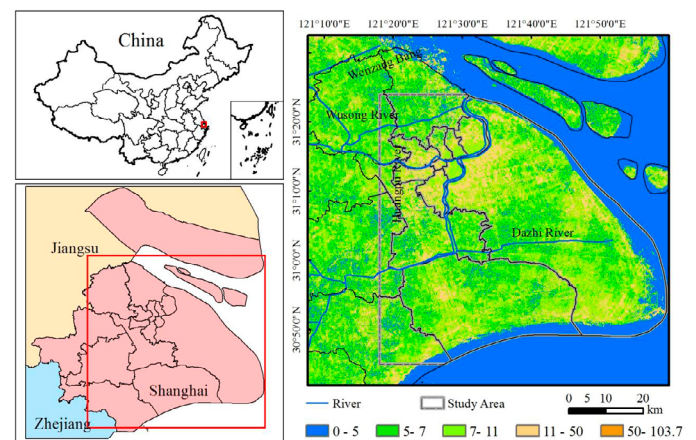 China
Jiangsu
Shanghai
Zhejiang
121°10'0"E 121°20'0"E 121°30'0"E 121°40'0"E 121°50'0"E
31°20'0"N
31°10'0"N
31°0'0"N
30°50'0"N
Wenzang Bang
Wusong River
Huangpu River
Dazhi River
River
Study Area
0 5 10 20
km
0 - 5
5- 7
7- 11
11 - 50
50- 103.7